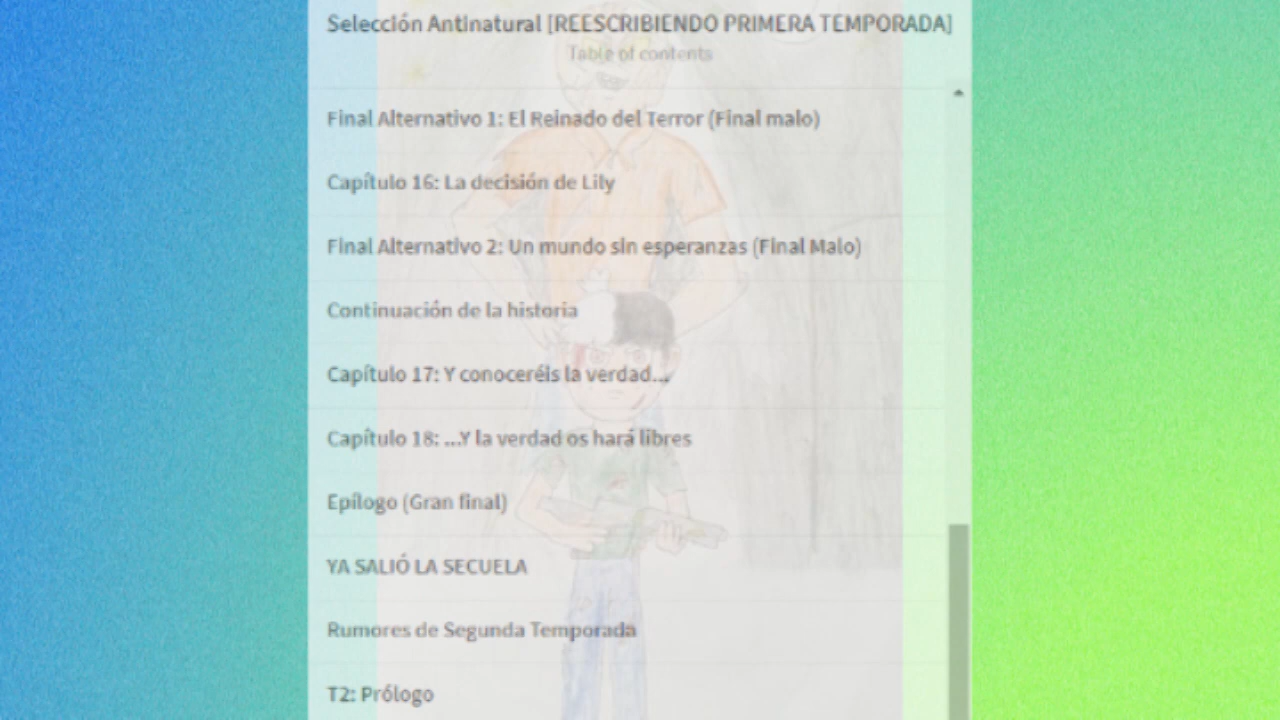 Selección Antinatural [REESCRIBIENDO PRIMERA TEMPORADA]
Table of contents
Final Alternativo 1: El Reinado del Terror (Final malo)
Capítulo 16: La decisión de Lily
Final Alternativo 2: Un mundo sin esperanzas (Final Malo)
Continuación de la historia
Capítulo 17: Y conoceréis la verdad...
Capítulo 18: ...Y la verdad os hará libres
Epílogo (Gran final)
YA SALIÓ LA SECUELA
Rumores de Segunda Temporada
T2: Prólogo